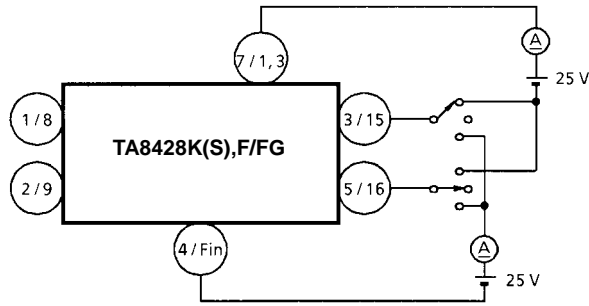 A
7 / 1, 3
25 V
1 / 8
3 / 15
TA8428K(S),F/FG
2 / 9
5 / 16
4 / Fin
A
25 V